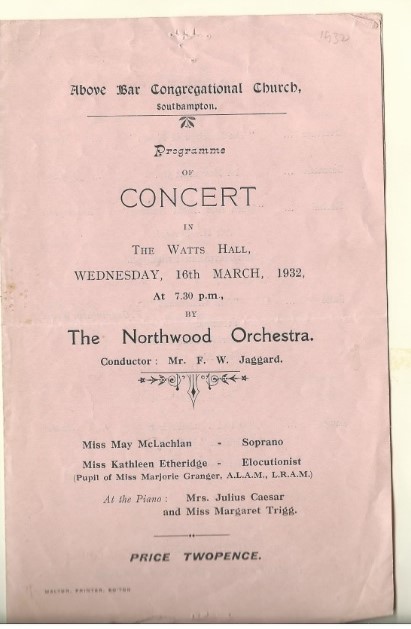 1932
Above Bar Congregational Church,
Southampton.
Programme
OF
CONCERT
IN
THE WATTS HALL,
WEDNESDAY, 16th MARCH, 1932,
At 7.30 p.m.,
BY
The Northwood Orchestra.
Conductor : Mr. F. W. Jaggard.
Miss May McLachlan - Soprano
Miss Kathleen Etheridge - Elocutionist
(Pupil of Miss Marjorie Granger, A.L.A.M., L.R.A.M.)
At the Piano : Mrs. Julius Caesar
and Miss Margaret Trigg.
PRICE TWOPENCE.
PRINTER,